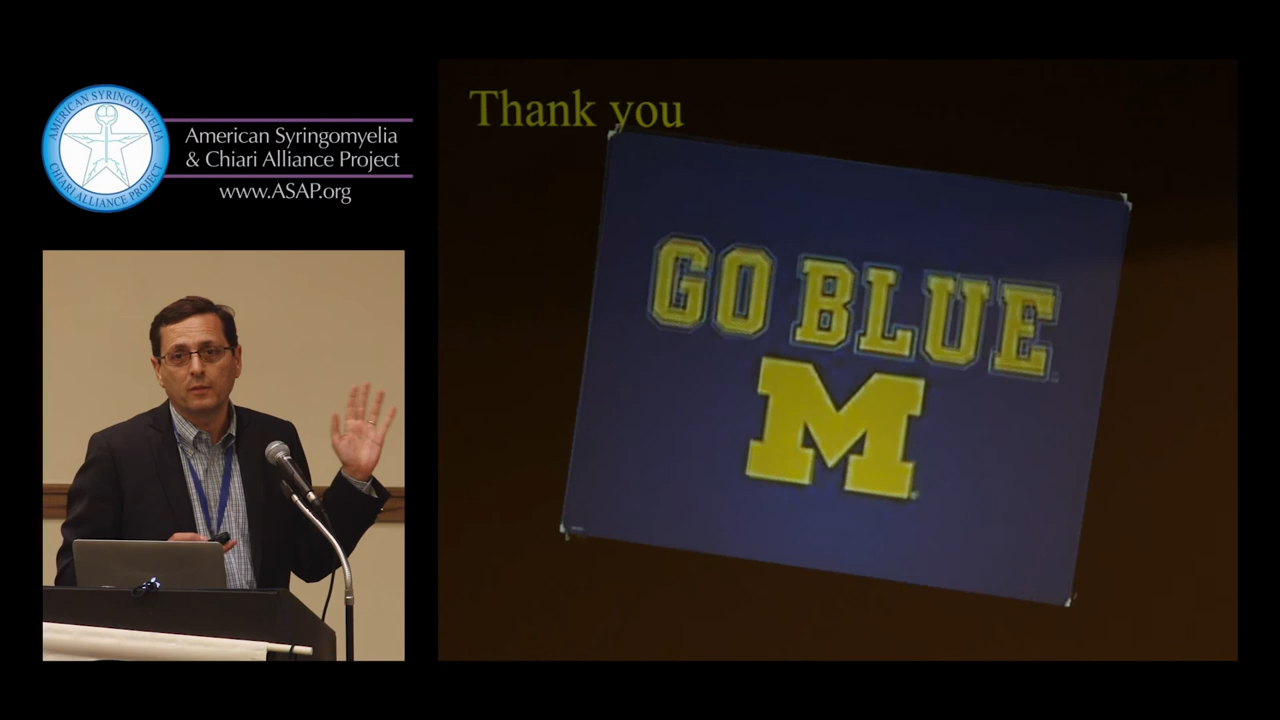 AMERICAN SYRINGOMYELIA
CHIARI ALLIANCE PROJECT
American Syringomyelia
& Chiari Alliance Project
www.ASAP.org
Thank you
GO BLUE
M